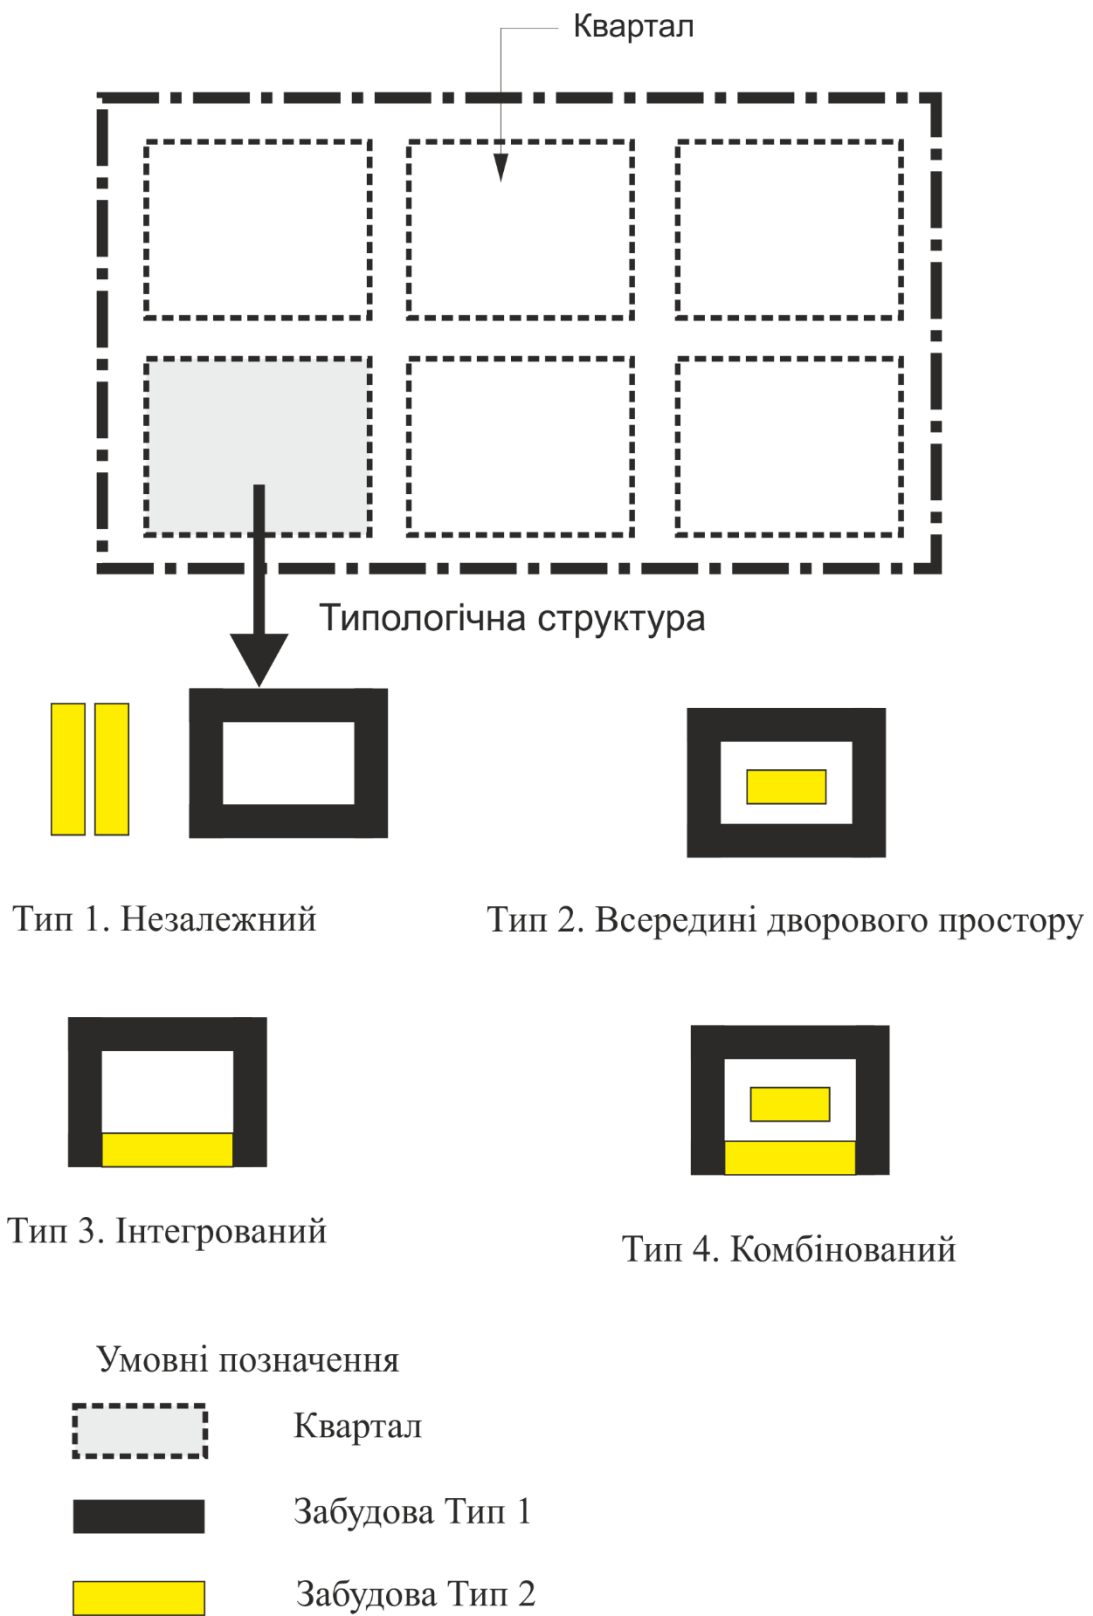 Квартал
Типологічна структура
Тип 1. Незалежний
Тип 2. Всередині дворового простору
Тип 3. Інтегрований
Тип 4. Комбінований
Умовні позначення
Квартал
Забудова Тип 1
Забудова Тип 2